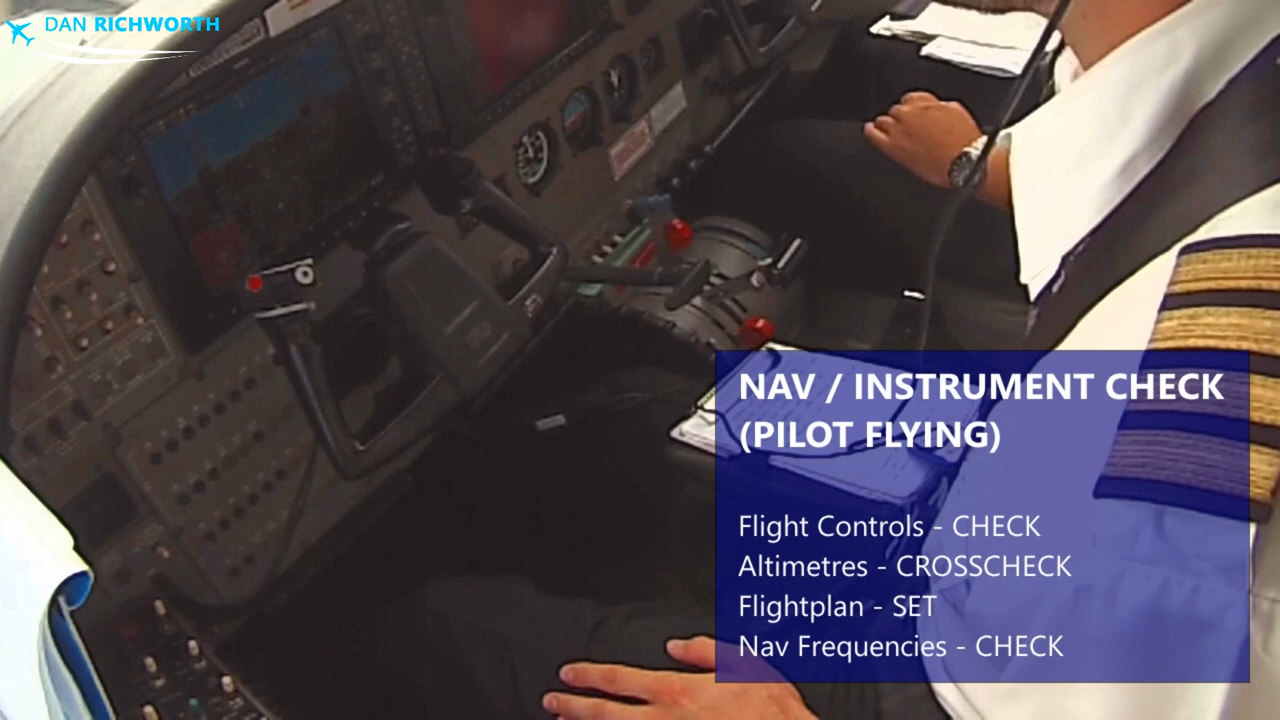 DAN RICHWORTH
NAV / INSTRUMENT CHECK
(PILOT FLYING)
Flight Controls - CHECK
Altimetres - CROSSCHECK
Flightplan - SET
Nav Frequencies - CHECK